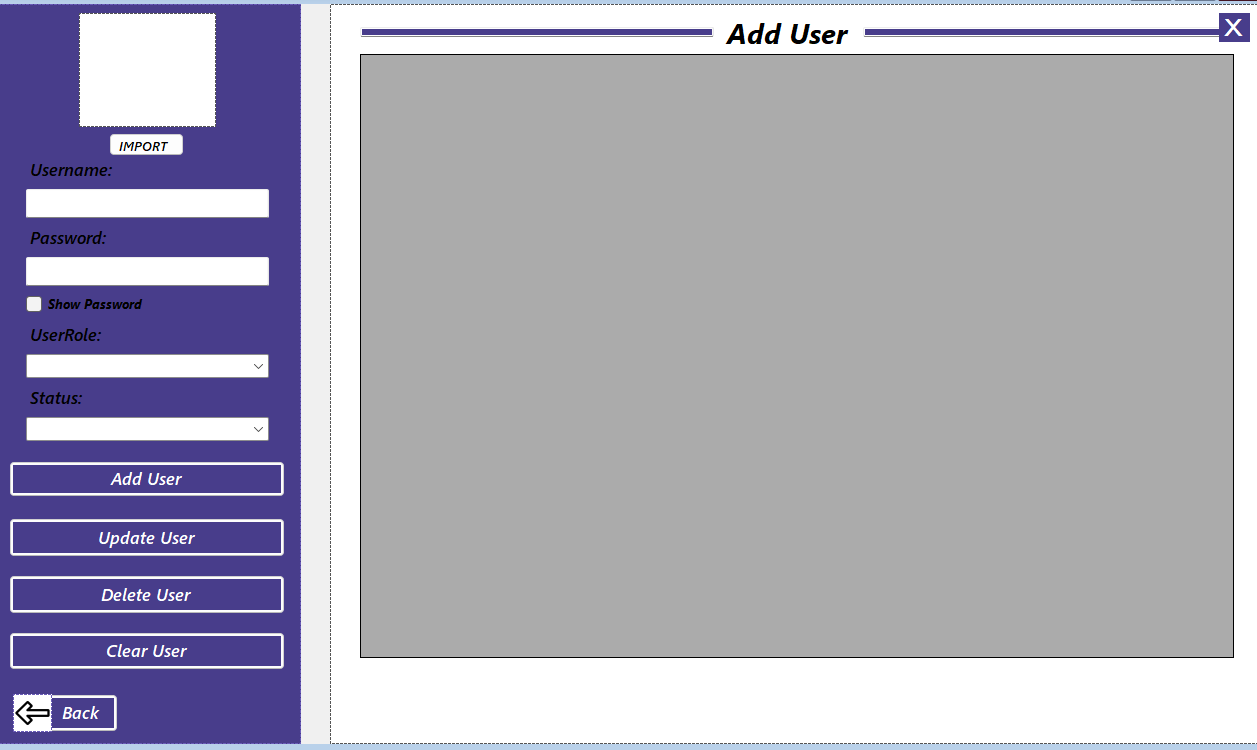 Add User
X
IMPORT
Username:
Password:
Show Password
UserRole:
Status:
Add User
Update User
Delete User
Clear User
Back